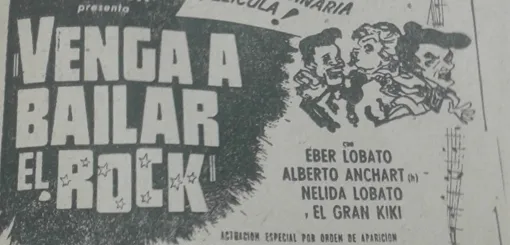 presenta
PELICULA!
"VENGA A
BAILAR
EL ROCK"
con
EBER LOBATO
ALBERTO ANCHART (h)
NELIDA LOBATO
y EL GRAN KIKI
ACTUACION ESPECIAL POR ORDEN DE APARICION